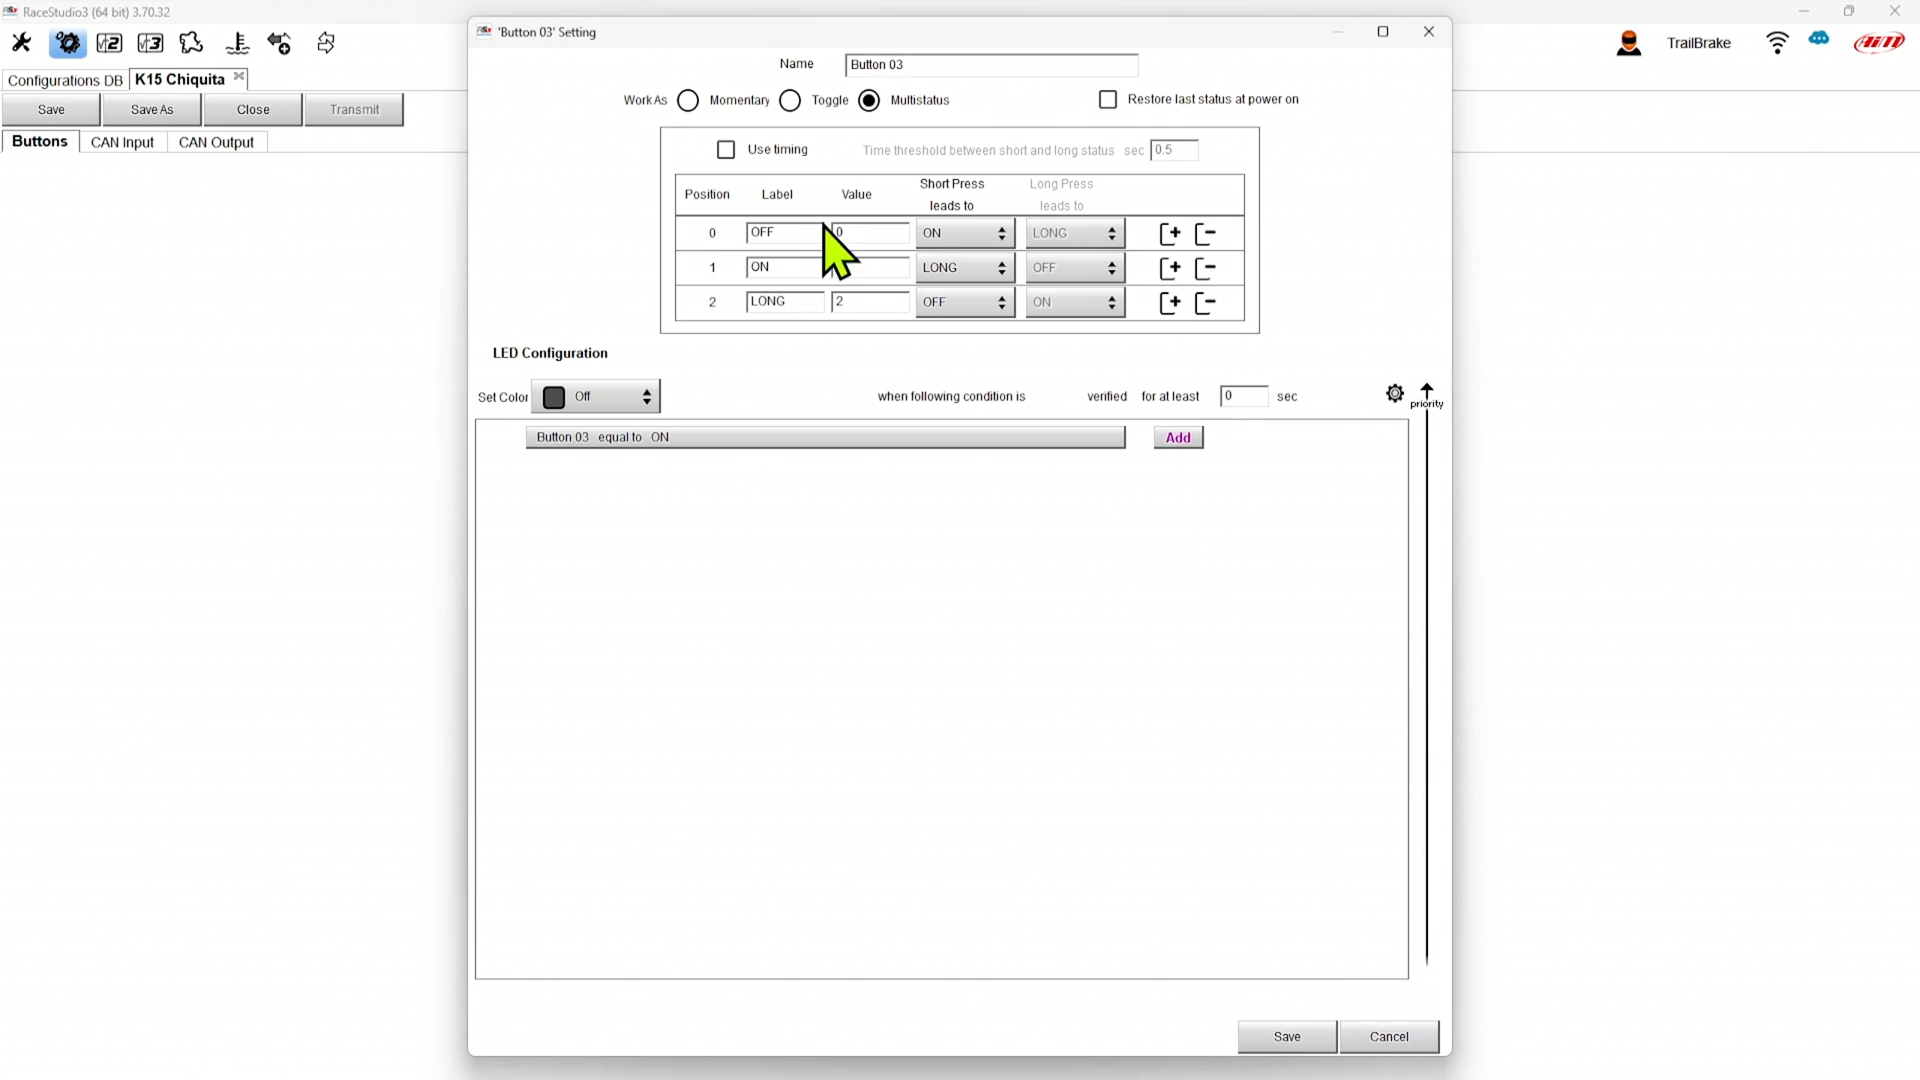 RaceStudio3 (64 bit) 3.70.32
TrailBrake
AiM
Configurations DB K15 Chiquita
Save Save As Close Transmit
Buttons CAN Input CAN Output
'Button 03' Setting
Name Button 03
Work As Momentary Toggle Multistatus Restore last status at power on
Use timing Time threshold between short and long status sec 0.5
Position Label Value Short Press leads to Long Press leads to
0 OFF 0 ON LONG
1 ON LONG OFF
2 LONG 2 OFF ON
LED Configuration
Set Color Off when following condition is verified for at least 0 sec
priority
Button 03 equal to ON Add
Save Cancel